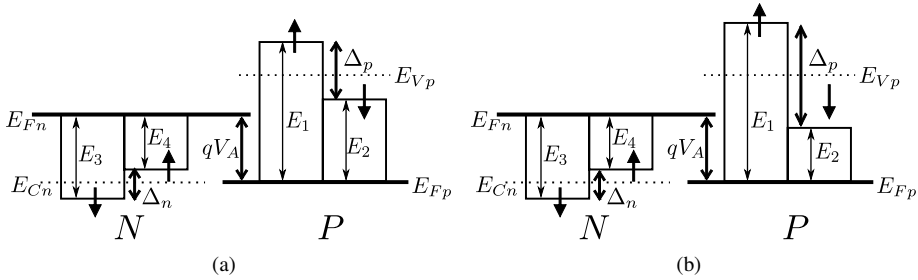 E_{Fn}
E_{Cn}
E_3
E_4
Δ_n
qV_A
E_1
E_2
Δ_p
E_{Vp}
E_{Fp}
N
P
(a)
E_{Fn}
E_{Cn}
E_3
E_4
Δ_n
qV_A
E_1
E_2
Δ_p
E_{Vp}
E_{Fp}
N
P
(b)